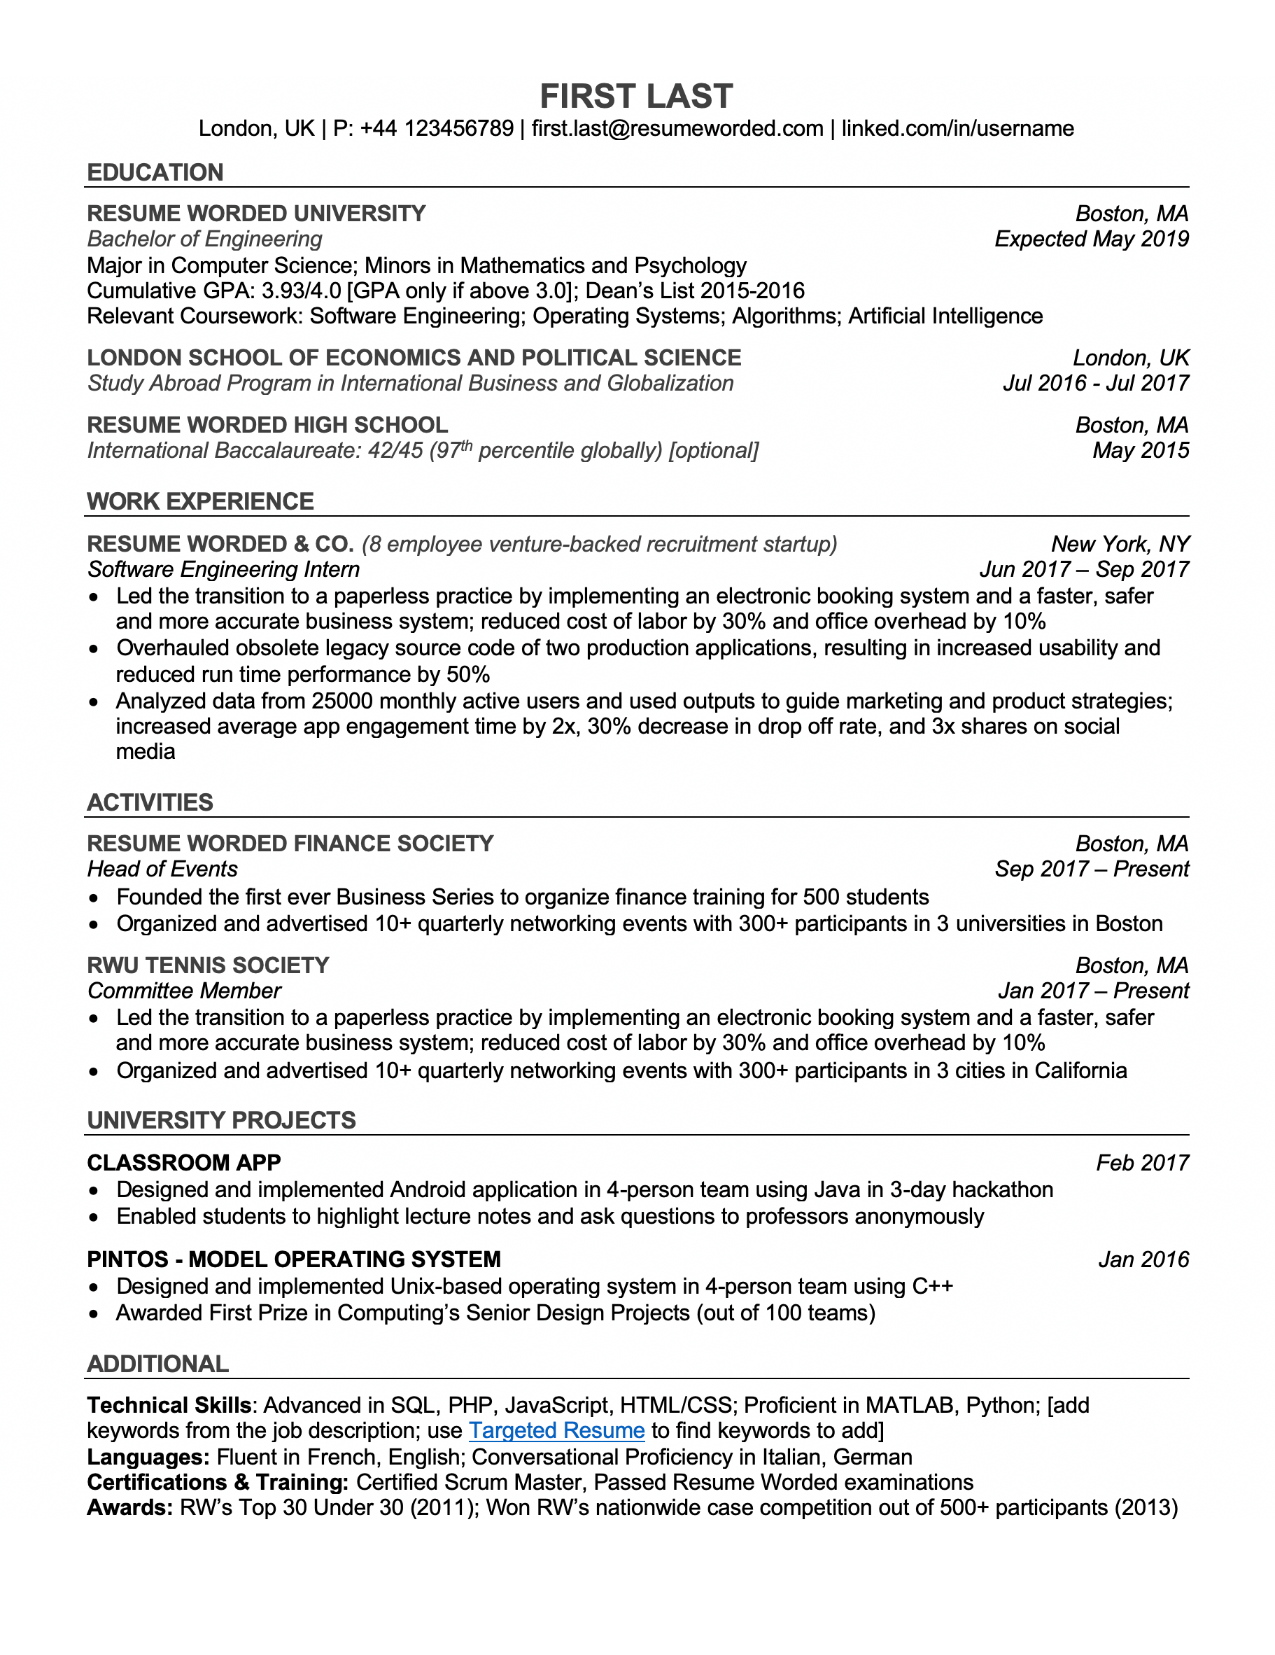 FIRST LAST
London, UK | P: +44 123456789 | first.last@resumeworded.com | linked.com/in/username
EDUCATION
RESUME WORDED UNIVERSITY Boston, MA
Bachelor of Engineering Expected May 2019
Major in Computer Science; Minors in Mathematics and Psychology
Cumulative GPA: 3.93/4.0 [GPA only if above 3.0]; Dean’s List 2015-2016
Relevant Coursework: Software Engineering; Operating Systems; Algorithms; Artificial Intelligence
LONDON SCHOOL OF ECONOMICS AND POLITICAL SCIENCE London, UK
Study Abroad Program in International Business and Globalization Jul 2016 - Jul 2017
RESUME WORDED HIGH SCHOOL Boston, MA
International Baccalaureate: 42/45 (97th percentile globally) [optional] May 2015
WORK EXPERIENCE
RESUME WORDED & CO. (8 employee venture-backed recruitment startup) New York, NY
Software Engineering Intern Jun 2017 – Sep 2017
• Led the transition to a paperless practice by implementing an electronic booking system and a faster, safer
and more accurate business system; reduced cost of labor by 30% and office overhead by 10%
• Overhauled obsolete legacy source code of two production applications, resulting in increased usability and
reduced run time performance by 50%
• Analyzed data from 25000 monthly active users and used outputs to guide marketing and product strategies;
increased average app engagement time by 2x, 30% decrease in drop off rate, and 3x shares on social
media
ACTIVITIES
RESUME WORDED FINANCE SOCIETY Boston, MA
Head of Events Sep 2017 – Present
• Founded the first ever Business Series to organize finance training for 500 students
• Organized and advertised 10+ quarterly networking events with 300+ participants in 3 universities in Boston
RWU TENNIS SOCIETY Boston, MA
Committee Member Jan 2017 – Present
• Led the transition to a paperless practice by implementing an electronic booking system and a faster, safer
and more accurate business system; reduced cost of labor by 30% and office overhead by 10%
• Organized and advertised 10+ quarterly networking events with 300+ participants in 3 cities in California
UNIVERSITY PROJECTS
CLASSROOM APP Feb 2017
• Designed and implemented Android application in 4-person team using Java in 3-day hackathon
• Enabled students to highlight lecture notes and ask questions to professors anonymously
PINTOS - MODEL OPERATING SYSTEM Jan 2016
• Designed and implemented Unix-based operating system in 4-person team using C++
• Awarded First Prize in Computing’s Senior Design Projects (out of 100 teams)
ADDITIONAL
Technical Skills: Advanced in SQL, PHP, JavaScript, HTML/CSS; Proficient in MATLAB, Python; [add
keywords from the job description; use Targeted Resume to find keywords to add]
Languages: Fluent in French, English; Conversational Proficiency in Italian, German
Certifications & Training: Certified Scrum Master, Passed Resume Worded examinations
Awards: RW’s Top 30 Under 30 (2011); Won RW’s nationwide case competition out of 500+ participants (2013)